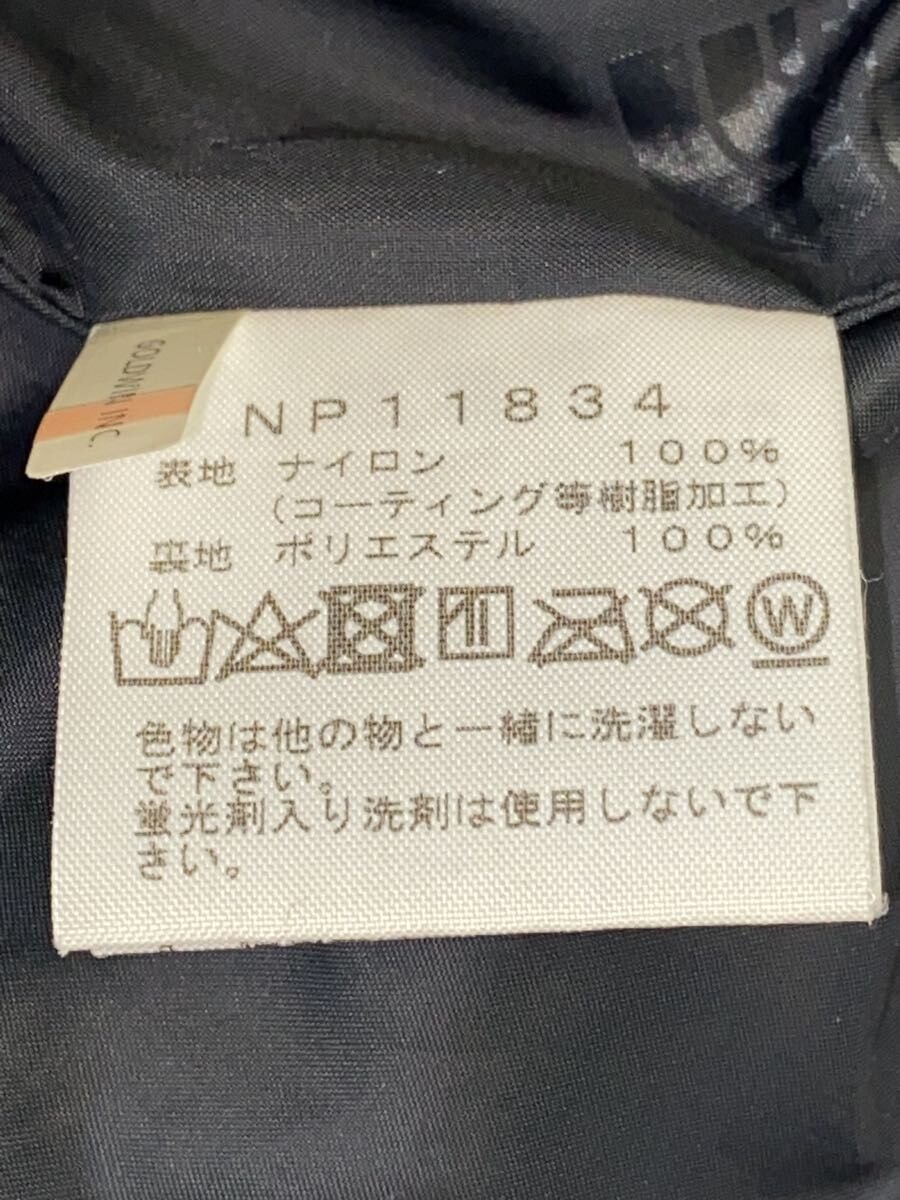 GOLDWIN INC.
NP11834
表地 ナイロン 100%
(コーティング等樹脂加工)
裏地 ポリエステル 100%
W
色物は他の物と一緒に洗濯しない
で下さい。
蛍光剤入り洗剤は使用しないで下
さい。